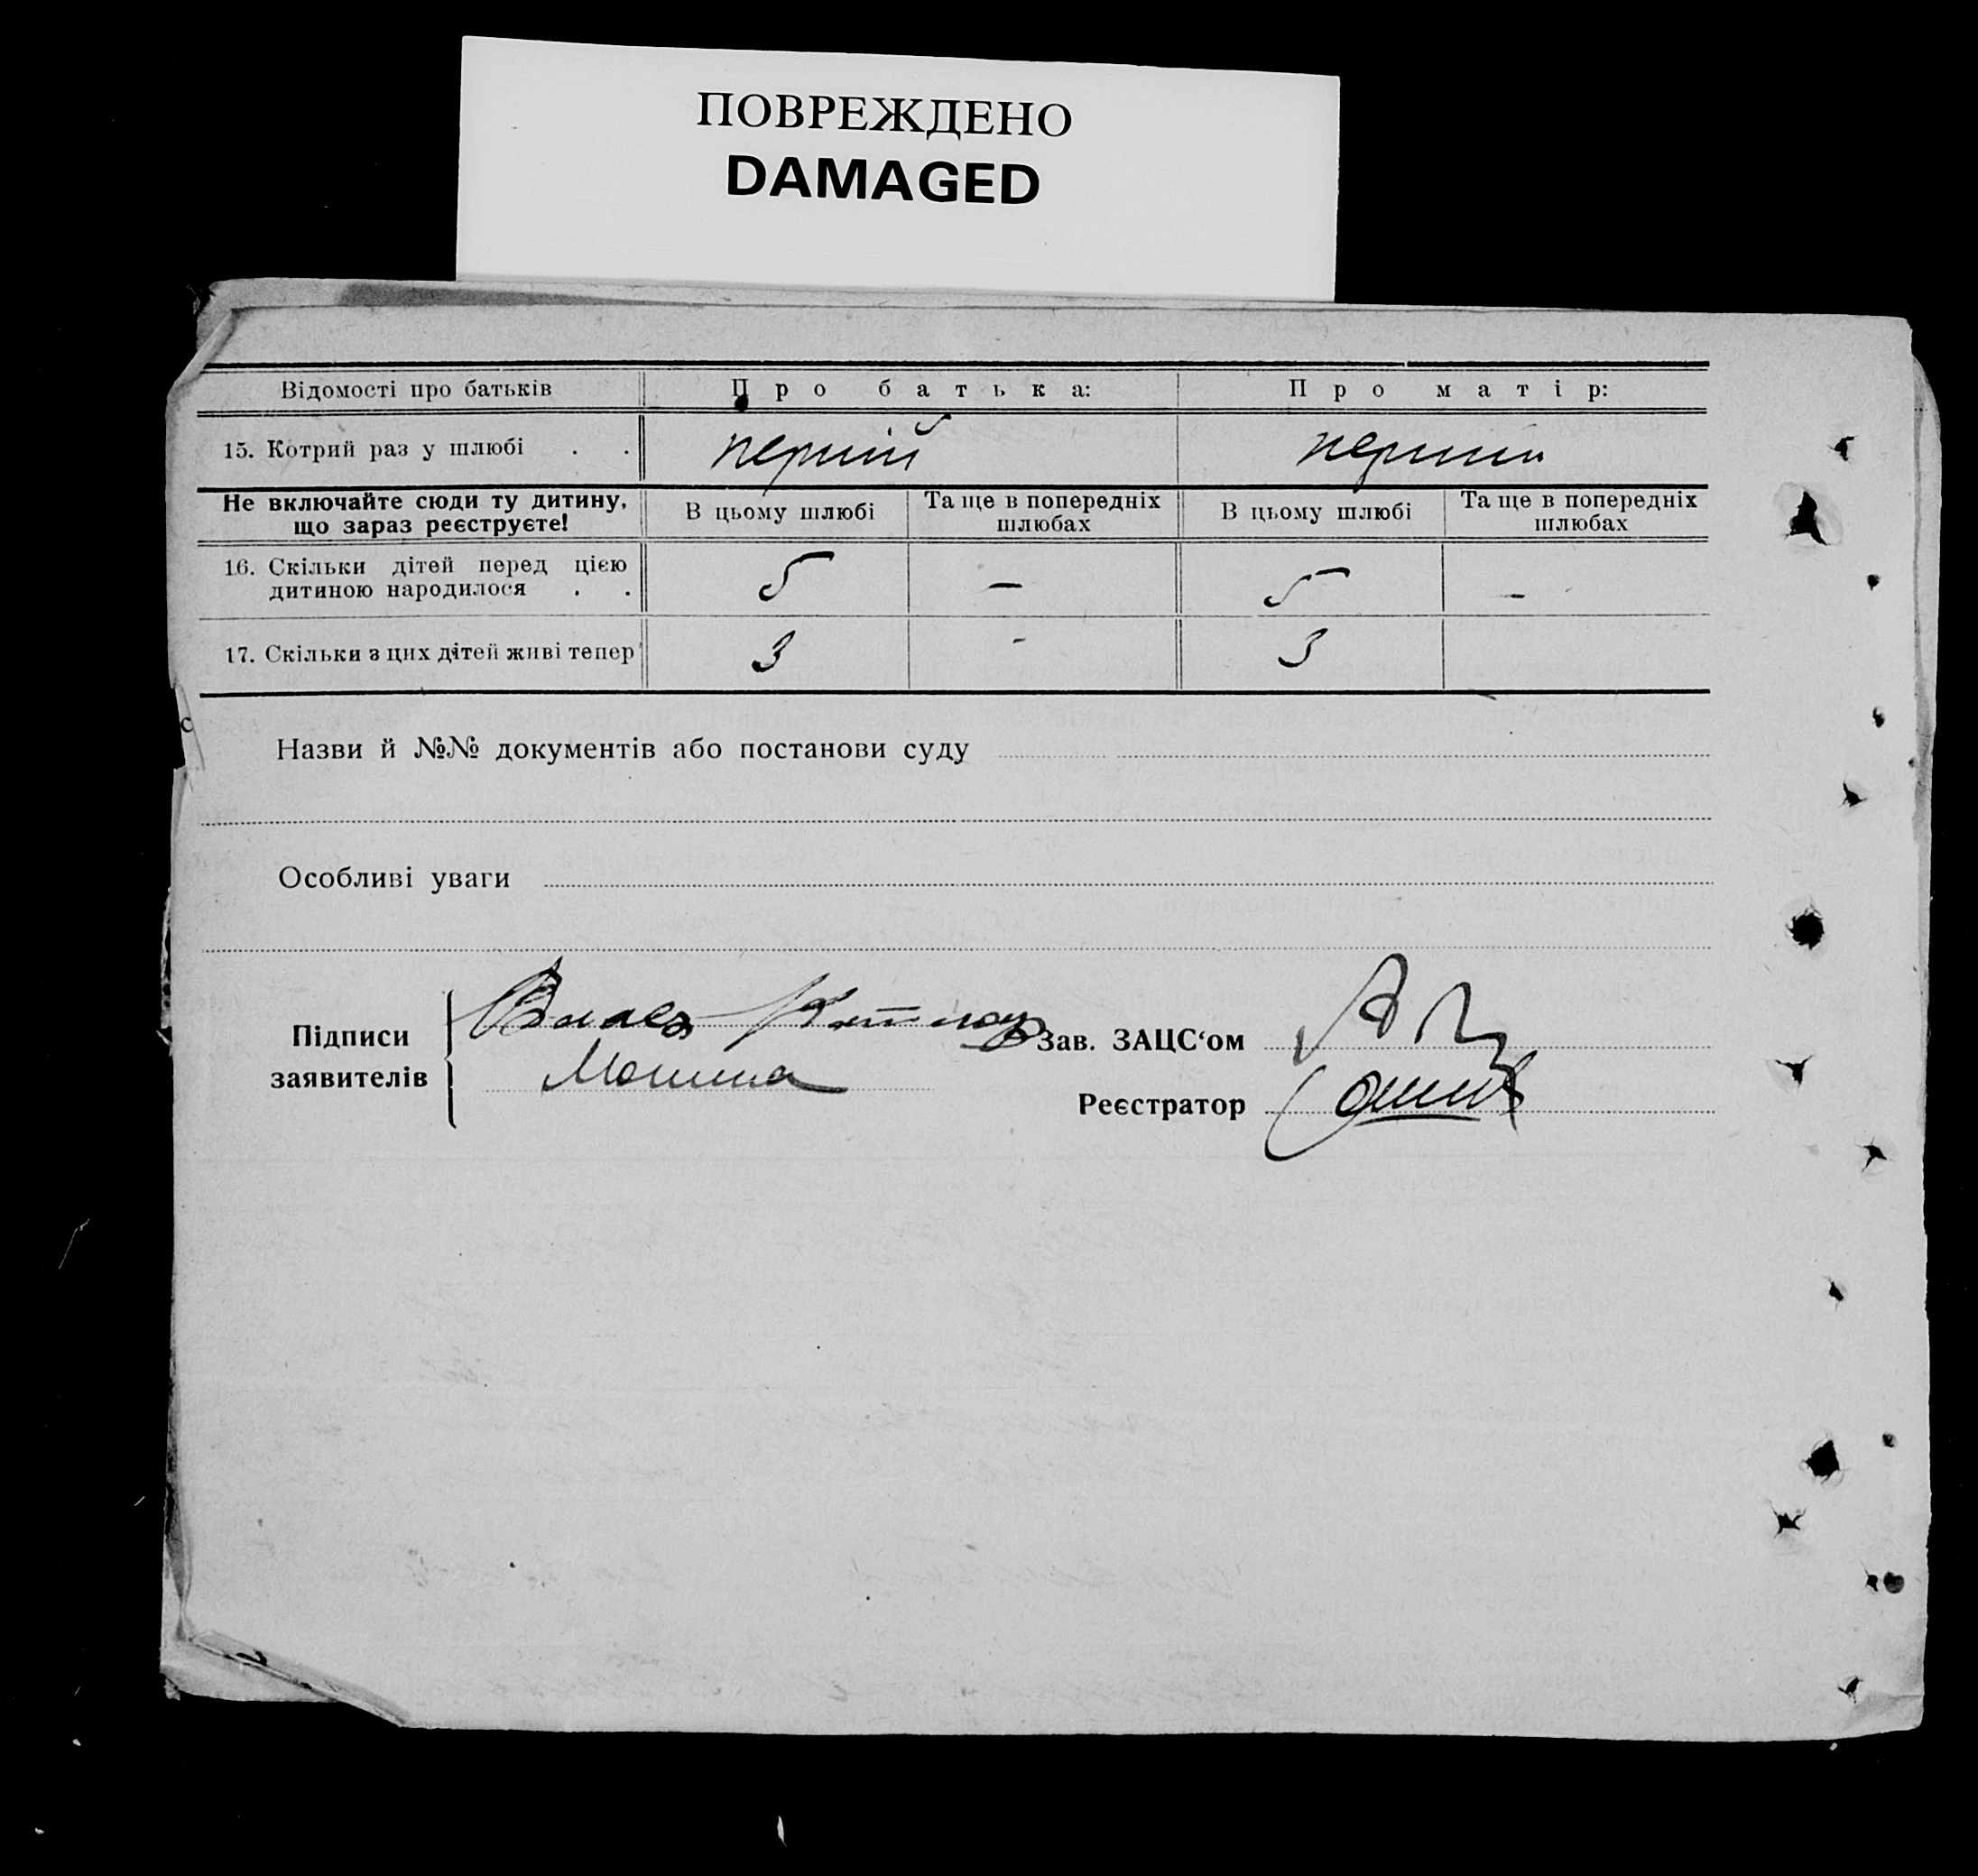 ПОВРЕЖДЕНО
DAMAGED
Відомості про батьків Про батька: Про матір:
15. Котрий раз у шлюбі . . перший перший
Не включайте сюди ту дитину, що зараз реєструєте! В цьому шлюбі Та ще в попередніх шлюбах В цьому шлюбі Та ще в попередніх шлюбах
16. Скільки дітей перед цією дитиною народилося . . 5 — 5 —
17. Скільки з цих дітей живі тепер 3 - 3
Назви й №№ документів або постанови суду
Особливі уваги
Підписи заявителів
Зав. ЗАЦС‘ом
Реєстратор